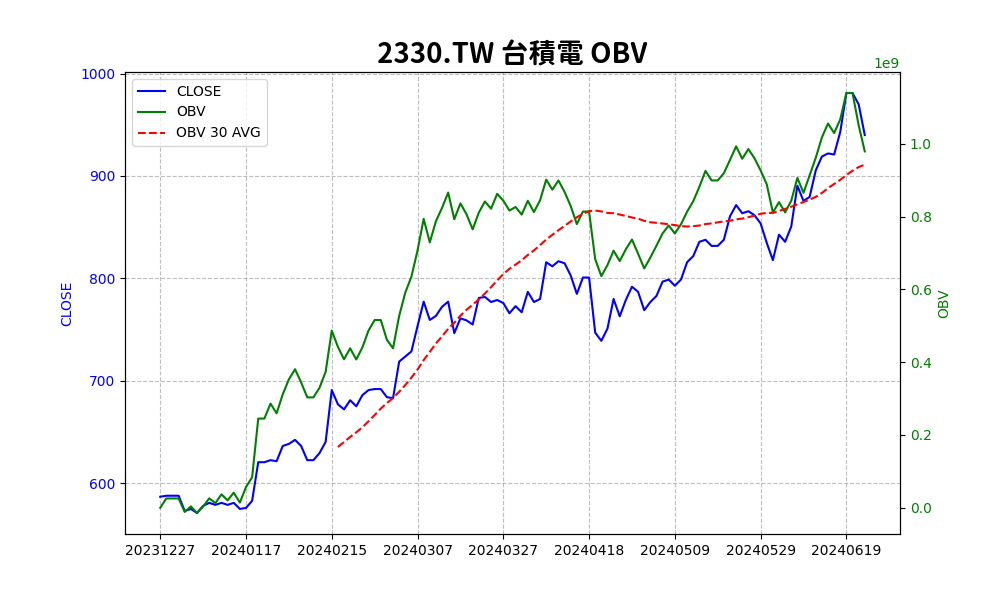 2330.TW 台積電 OBV
1e9
CLOSE
OBV
OBV 30 AVG
1000
900
800
700
600
CLOSE
1.0
0.8
0.6
0.4
0.2
0.0
OBV
20231227 20240117 20240215 20240307 20240327 20240418 20240509 20240529 20240619